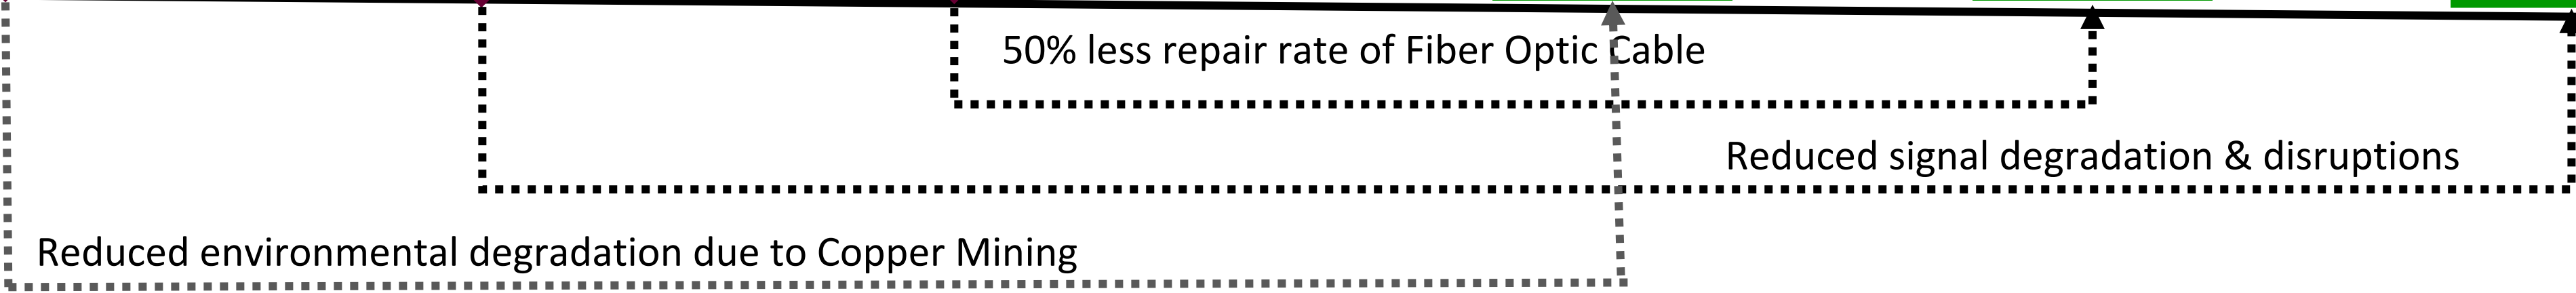 50% less repair rate of Fiber Optic Cable
Reduced signal degradation & disruptions
Reduced environmental degradation due to Copper Mining